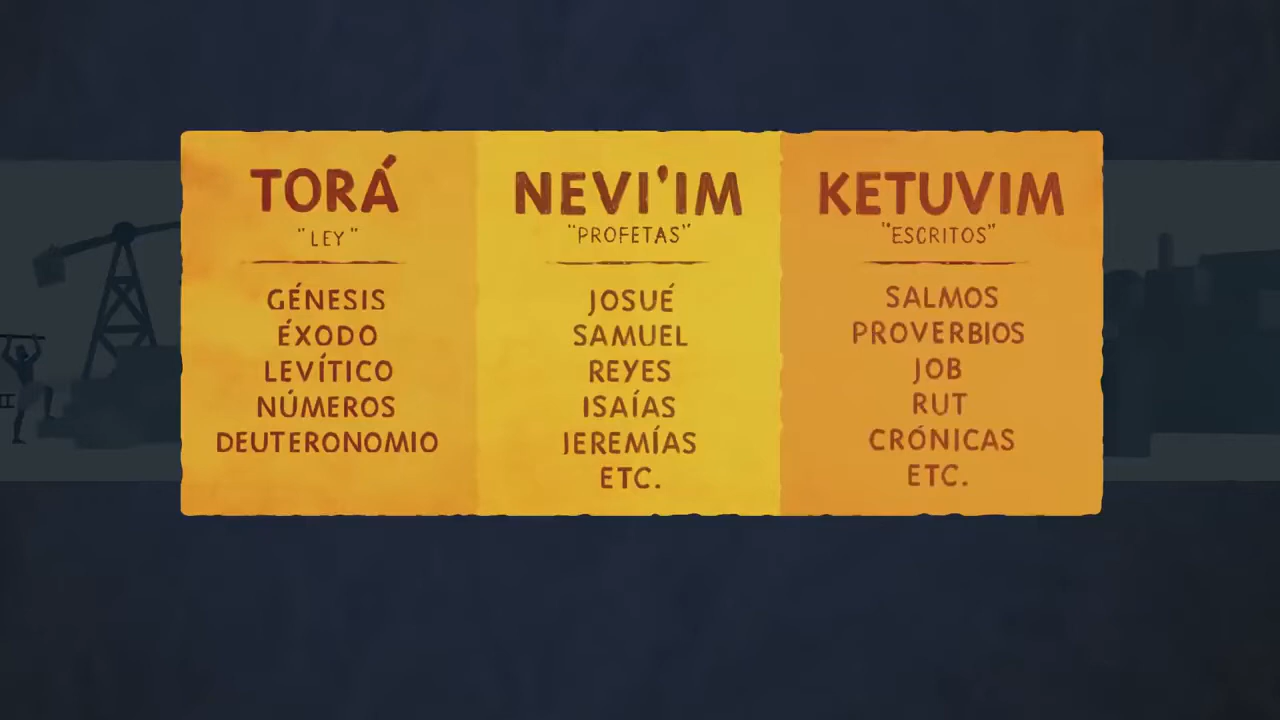 TORÁ
"LEY"
GÉNESIS
ÉXODO
LEVÍTICO
NÚMEROS
DEUTERONOMIO
NEVI'IM
"PROFETAS"
JOSUÉ
SAMUEL
REYES
ISAÍAS
JEREMÍAS
ETC.
KETUVIM
"ESCRITOS"
SALMOS
PROVERBIOS
JOB
RUT
CRÓNICAS
ETC.